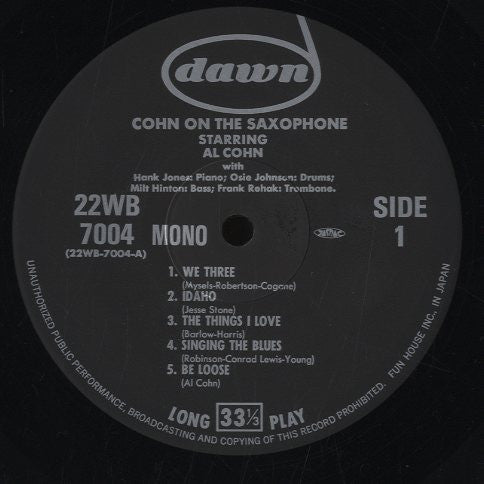 dawn
COHN ON THE SAXOPHONE
STARRING
AL COHN
with
Hank Jones: Piano; Osie Johnson: Drums;
Milt Hinton: Bass; Frank Rehak: Trombone.
22WB
7004 MONO
(22WB-7004-A)
SIDE
1
1. WE THREE
(Mysels-Robertson-Cogane)
2. IDAHO
(Jesse Stone)
3. THE THINGS I LOVE
(Barlow-Harris)
4. SINGING THE BLUES
(Robinson-Conrad Lewis-Young)
5. BE LOOSE
(Al Cohn)
LONG 33 1/3 PLAY
UNAUTHORIZED PUBLIC PERFORMANCE, BROADCASTING AND COPYING OF THIS RECORD PROHIBITED. FUN HOUSE INC., IN JAPAN